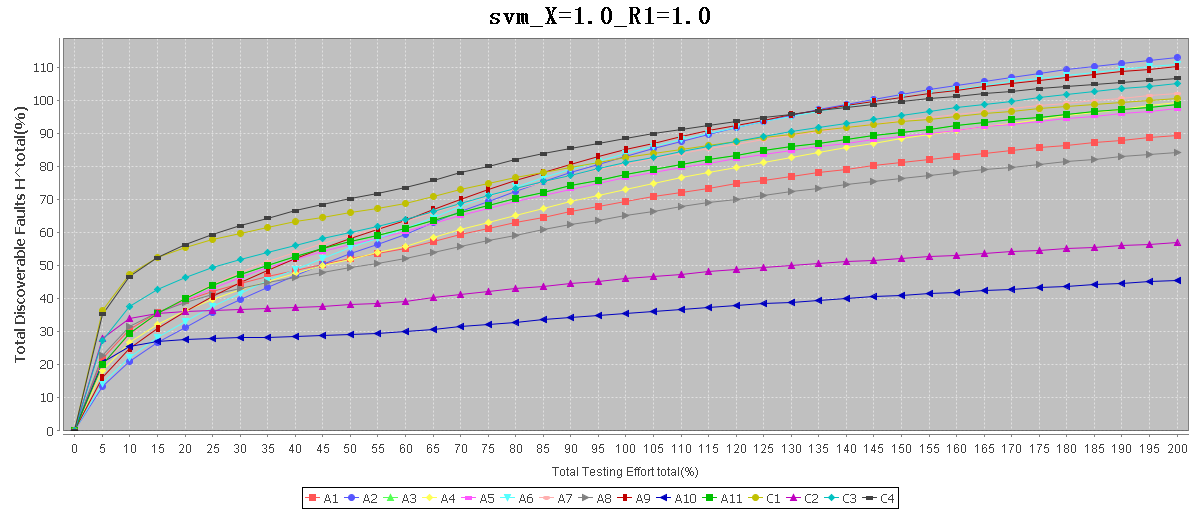 svm_X=1.0_R1=1.0
Total Discoverable Faults H^total(%)
110
100
90
80
70
60
50
40
30
20
10
0
0 5 10 15 20 25 30 35 40 45 50 55 60 65 70 75 80 85 90 95 100 105 110 115 120 125 130 135 140 145 150 155 160 165 170 175 180 185 190 195 200
Total Testing Effort total(%)
A1 A2 A3 A4 A5 A6 A7 A8 A9 A10 A11 C1 C2 C3 C4